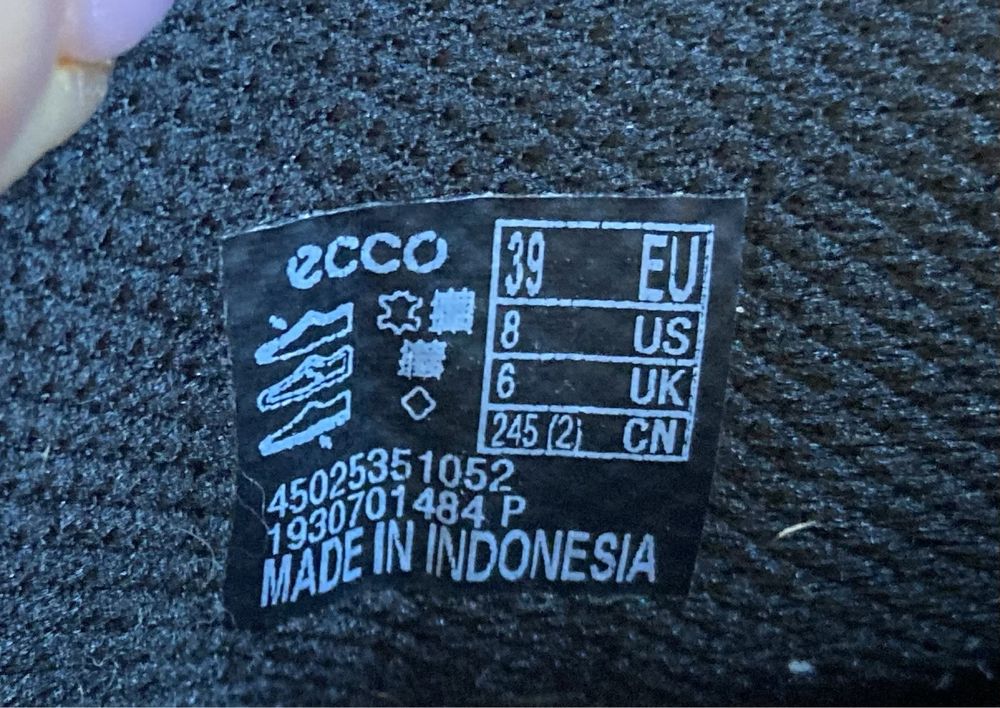 ecco
39 EU
8 US
6 UK
245 (2) CN
45025351052
1930701484 P
MADE IN INDONESIA